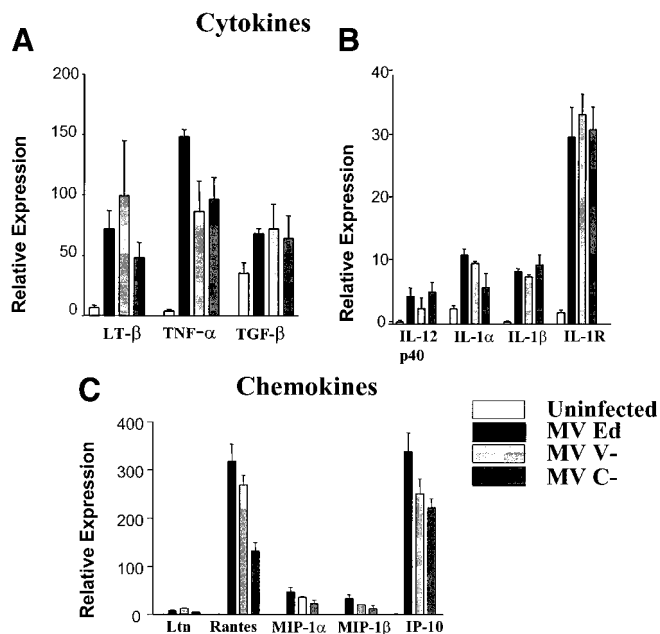 Cytokines
A
B
200
150
100
50
0
Relative Expression
LT-β TNF-α TGF-β
40
30
20
10
0
Relative Expression
IL-12 IL-1α IL-1β IL-1R
p40
C
Chemokines
400
300
200
100
0
Relative Expression
Ltn Rantes MIP-1α MIP-1β IP-10
Uninfected
MV Ed
MV V-
MV C-